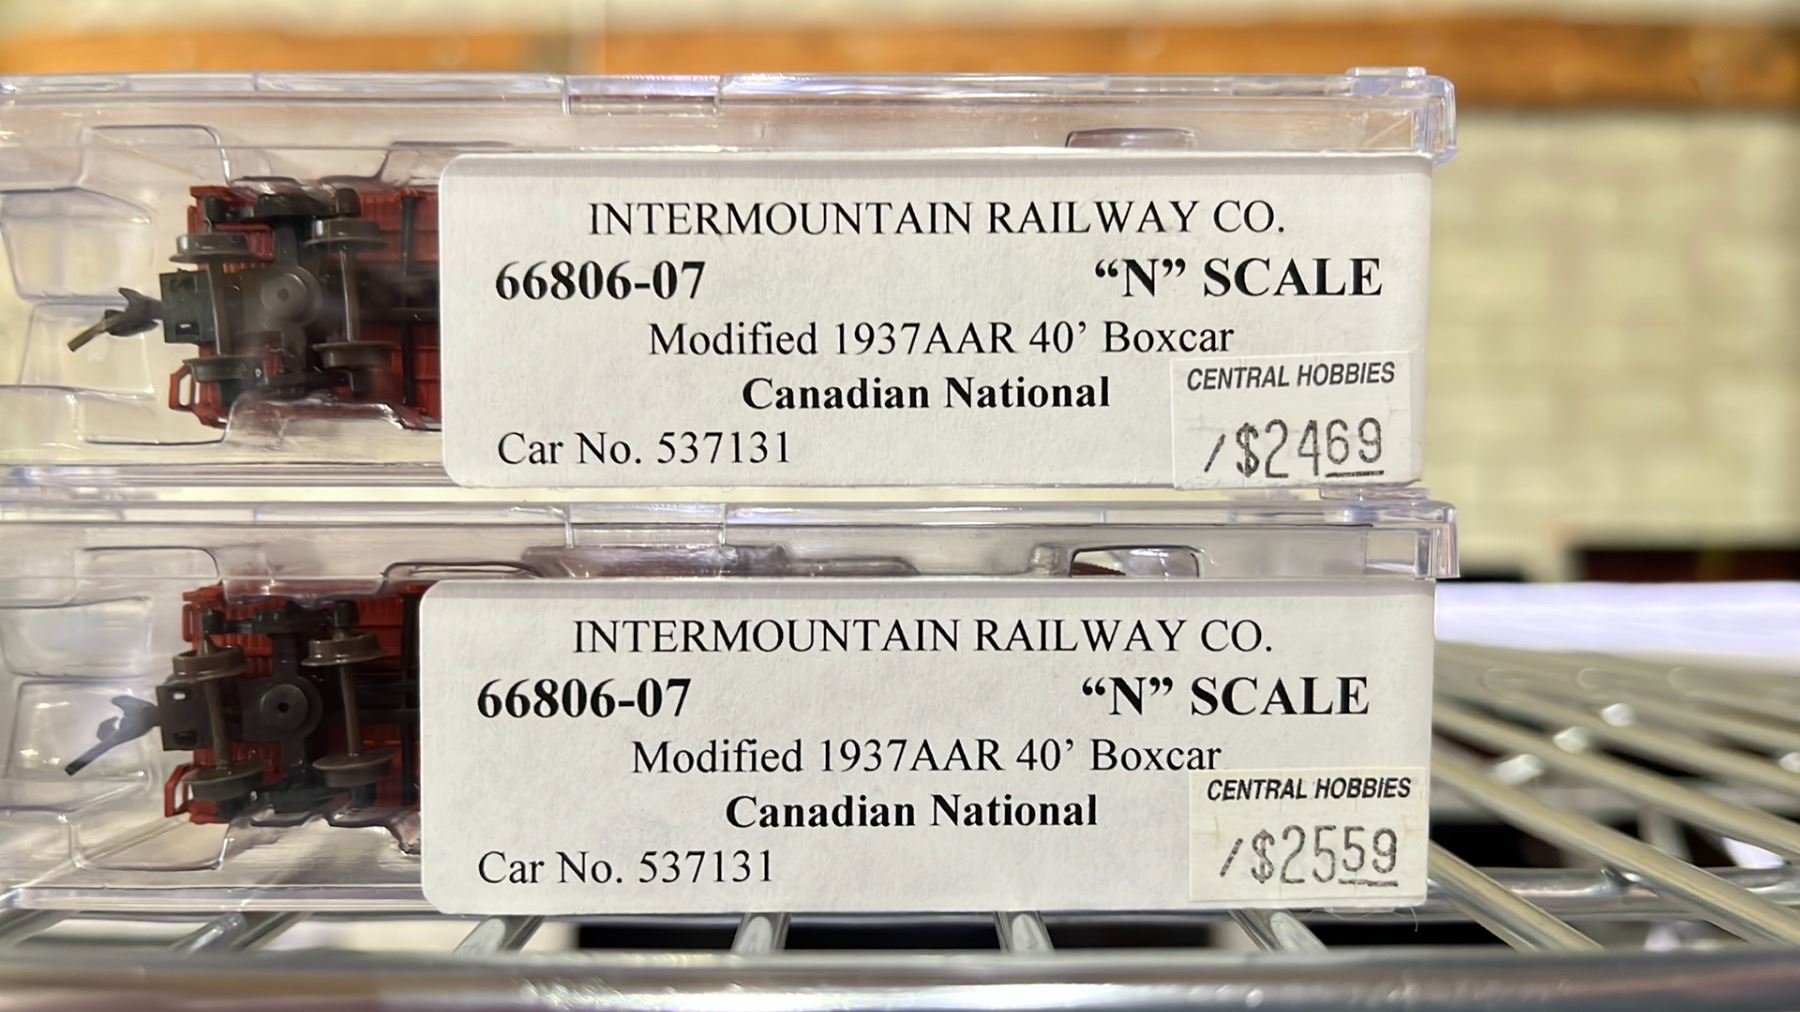 INTERMOUNTAIN RAILWAY CO.
66806-07 “N” SCALE
Modified 1937AAR 40’ Boxcar
Canadian National
Car No. 537131
CENTRAL HOBBIES
/$2469
INTERMOUNTAIN RAILWAY CO.
66806-07 “N” SCALE
Modified 1937AAR 40’ Boxcar
Canadian National
Car No. 537131
CENTRAL HOBBIES
/$2559